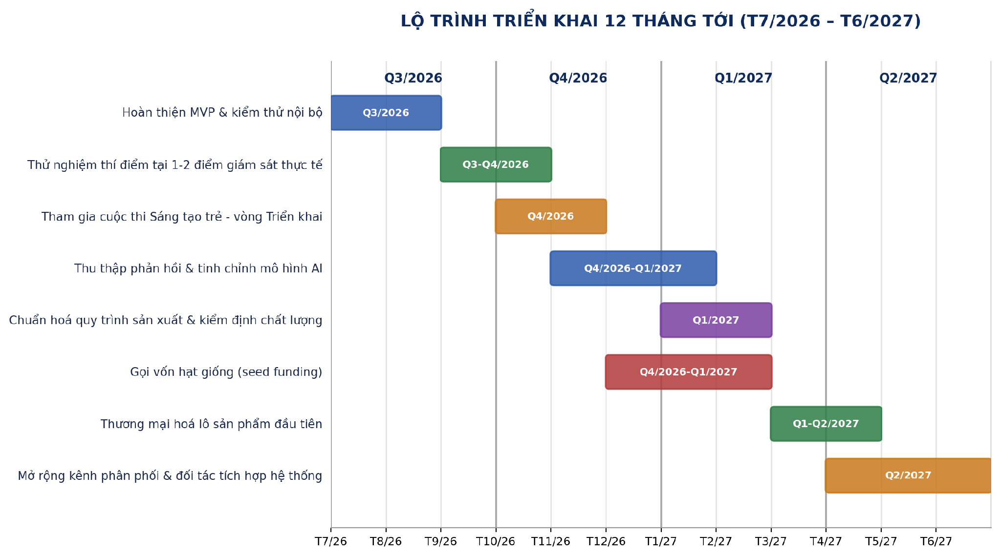 LỘ TRÌNH TRIỂN KHAI 12 THÁNG TỚI (T7/2026 – T6/2027)
Q3/2026 Q4/2026 Q1/2027 Q2/2027
Hoàn thiện MVP & kiểm thử nội bộ Q3/2026
Thử nghiệm thí điểm tại 1-2 điểm giám sát thực tế Q3-Q4/2026
Tham gia cuộc thi Sáng tạo trẻ - vòng Triển khai Q4/2026
Thu thập phản hồi & tinh chỉnh mô hình AI Q4/2026-Q1/2027
Chuẩn hoá quy trình sản xuất & kiểm định chất lượng Q1/2027
Gọi vốn hạt giống (seed funding) Q4/2026-Q1/2027
Thương mại hoá lô sản phẩm đầu tiên Q1-Q2/2027
Mở rộng kênh phân phối & đối tác tích hợp hệ thống Q2/2027
T7/26 T8/26 T9/26 T10/26 T11/26 T12/26 T1/27 T2/27 T3/27 T4/27 T5/27 T6/27